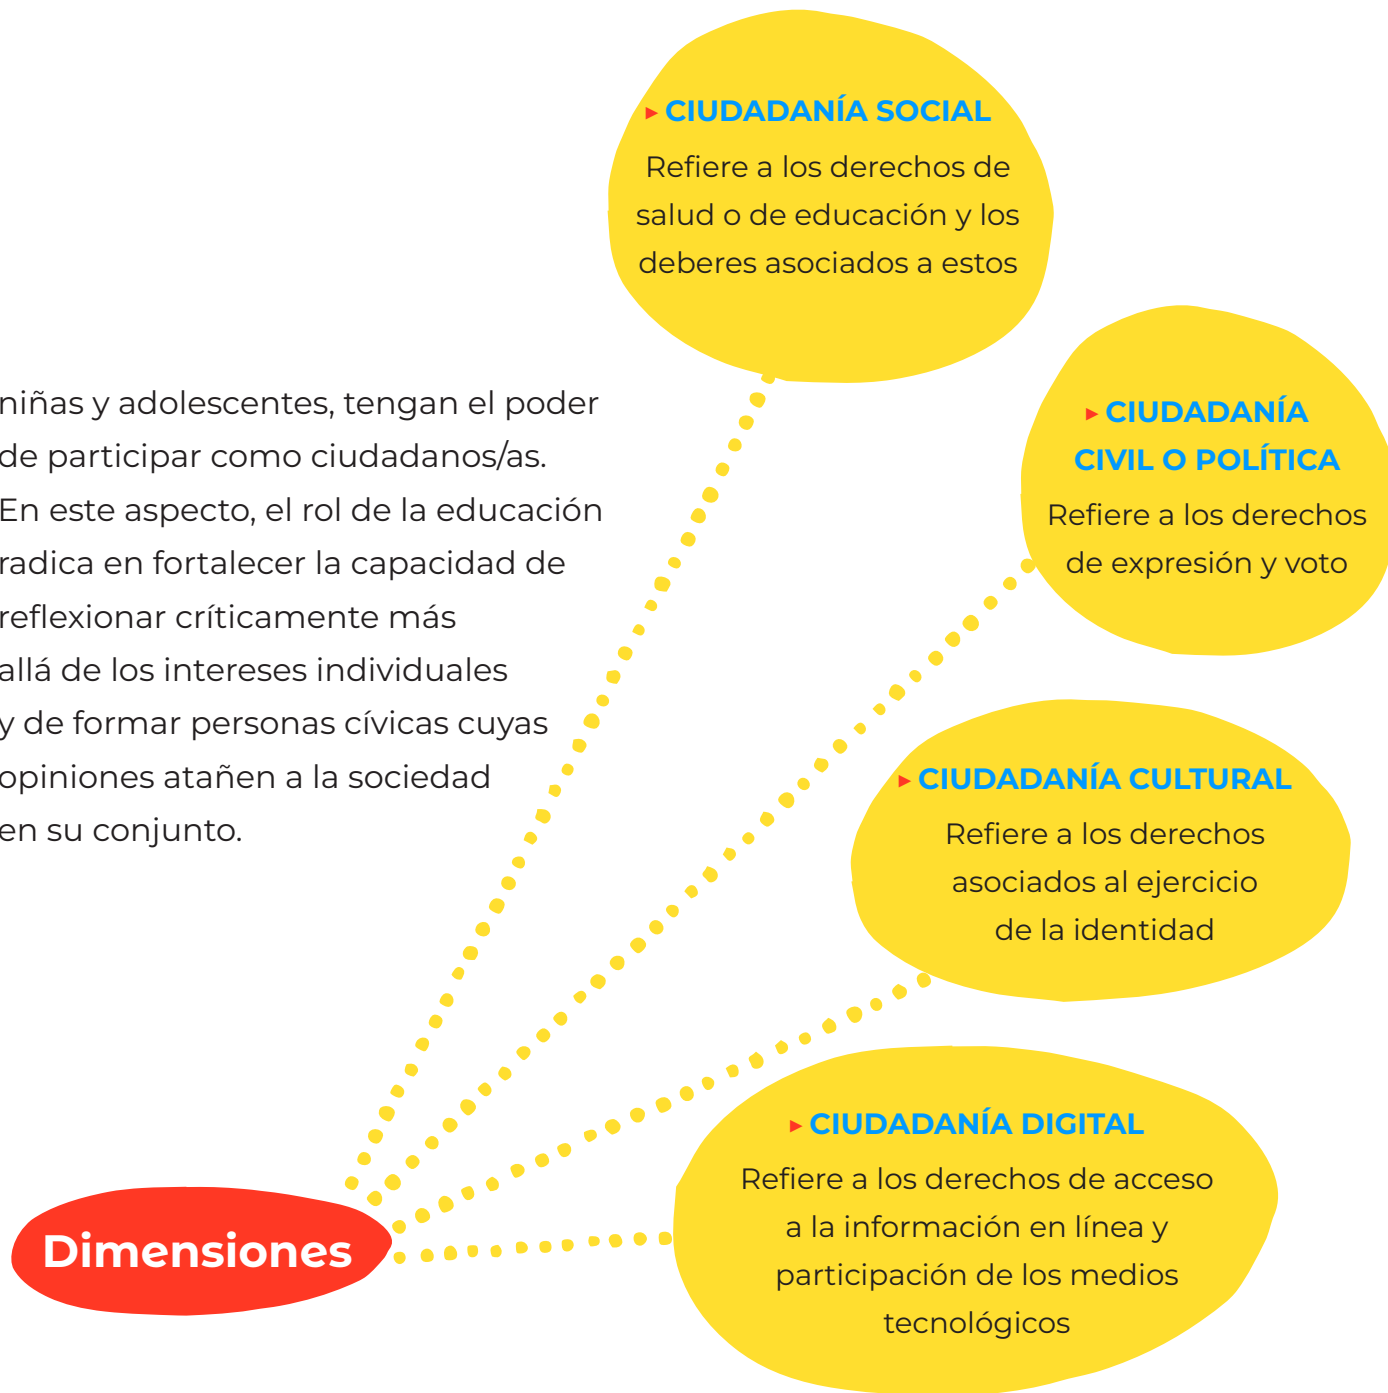 niñas y adolescentes, tengan el poder
de participar como ciudadanos/as.
En este aspecto, el rol de la educación
radica en fortalecer la capacidad de
reflexionar críticamente más
allá de los intereses individuales
y de formar personas cívicas cuyas
opiniones atañen a la sociedad
en su conjunto.
Dimensiones
▸ CIUDADANÍA SOCIAL
Refiere a los derechos de
salud o de educación y los
deberes asociados a estos
▸ CIUDADANÍA
CIVIL O POLÍTICA
Refiere a los derechos
de expresión y voto
▸ CIUDADANÍA CULTURAL
Refiere a los derechos
asociados al ejercicio
de la identidad
▸ CIUDADANÍA DIGITAL
Refiere a los derechos de acceso
a la información en línea y
participación de los medios
tecnológicos